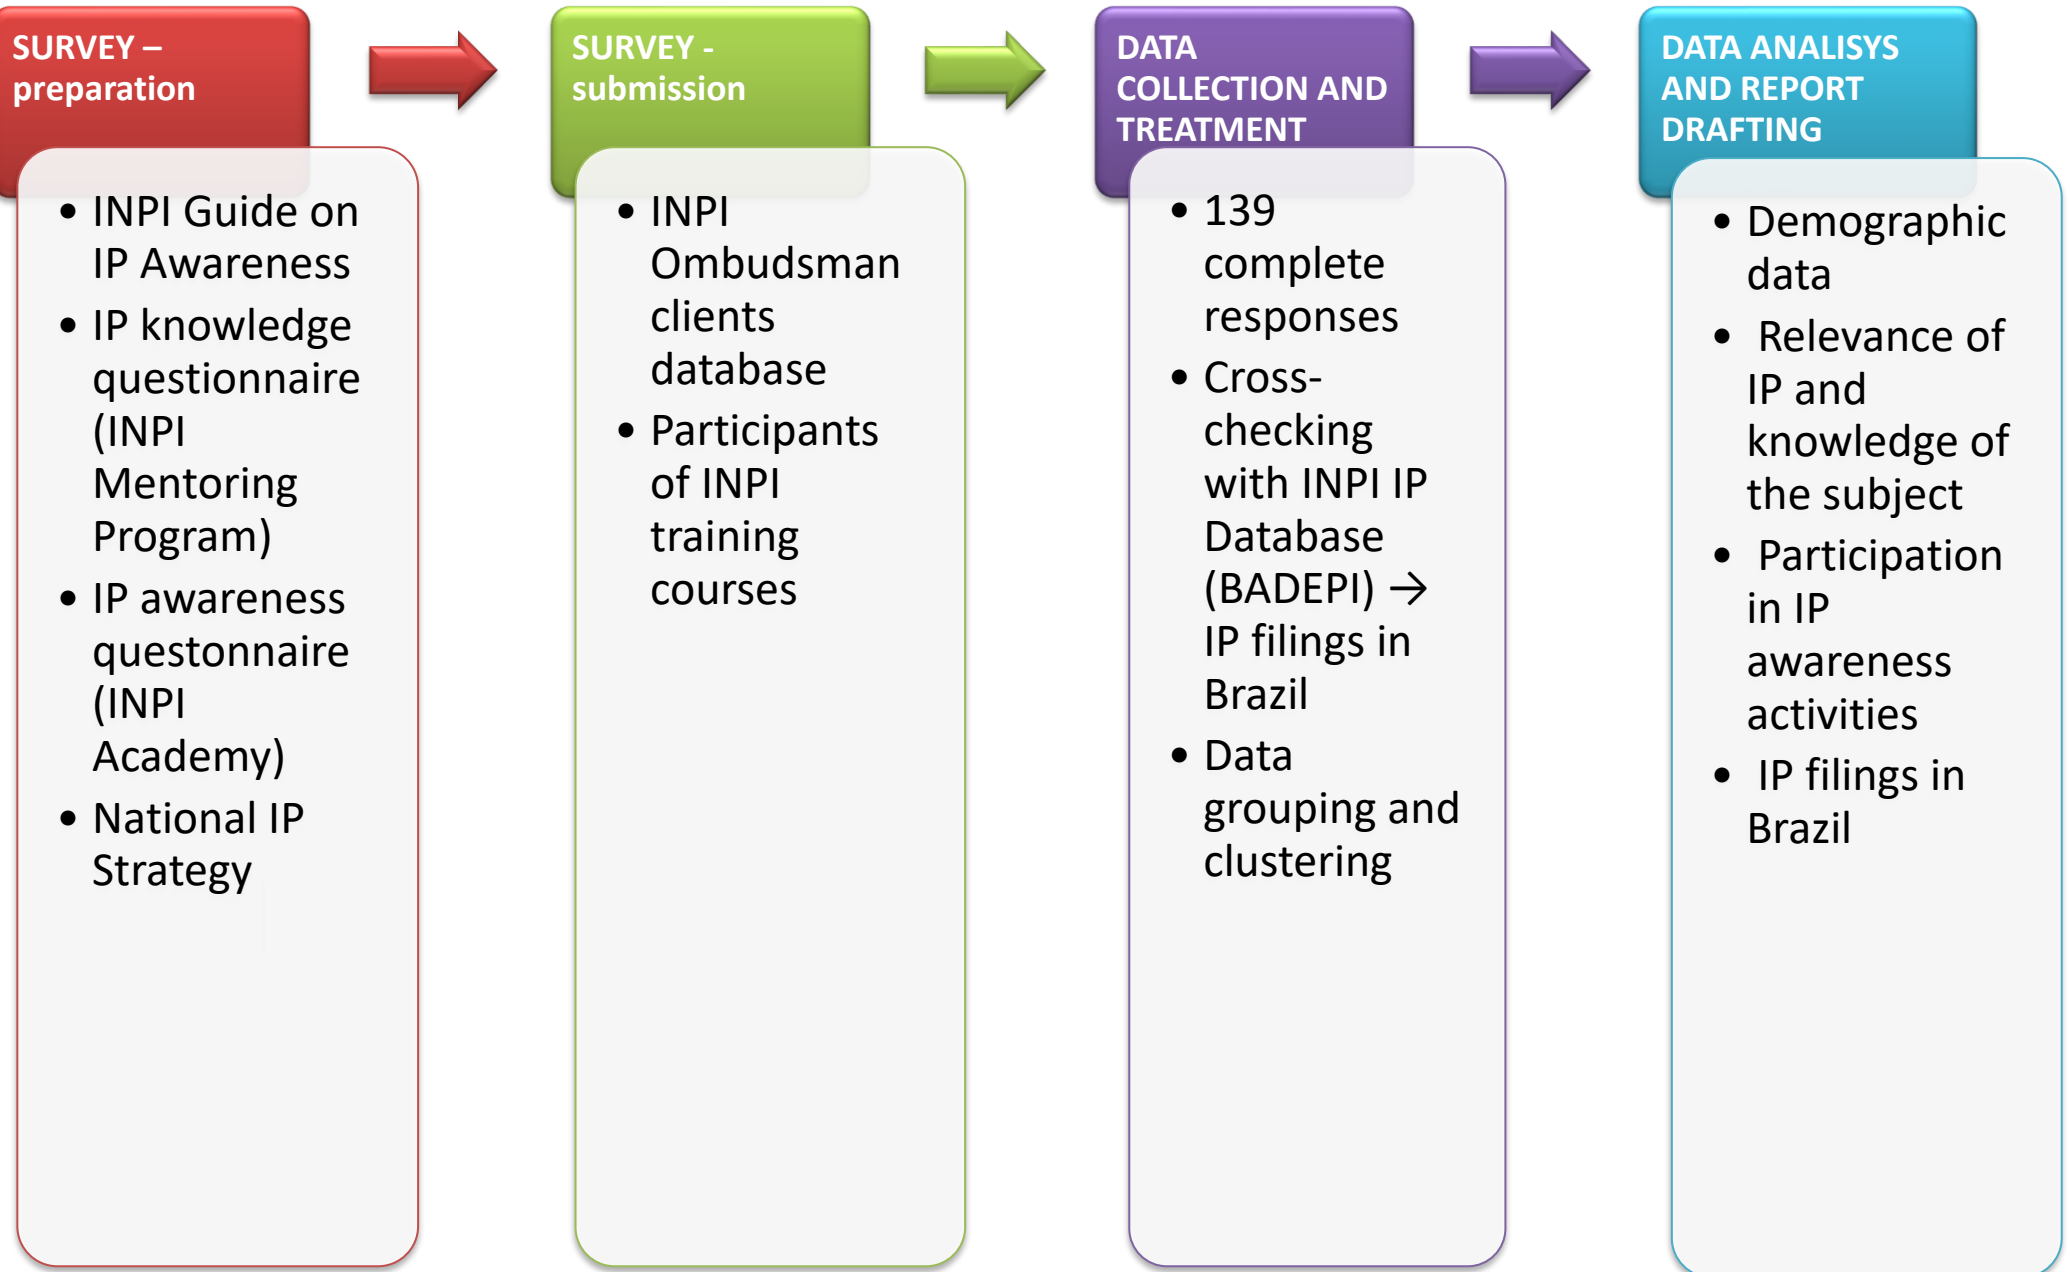 SURVEY –
preparation
• INPI Guide on
IP Awareness
• IP knowledge
questionnaire
(INPI
Mentoring
Program)
• IP awareness
questonnaire
(INPI
Academy)
• National IP
Strategy
SURVEY -
submission
• INPI
Ombudsman
clients
database
• Participants
of INPI
training
courses
DATA
COLLECTION AND
TREATMENT
• 139
complete
responses
• Cross-
checking
with INPI IP
Database
(BADEPI) →
IP filings in
Brazil
• Data
grouping and
clustering
DATA ANALISYS
AND REPORT
DRAFTING
• Demographic
data
• Relevance of
IP and
knowledge of
the subject
• Participation
in IP
awareness
activities
• IP filings in
Brazil